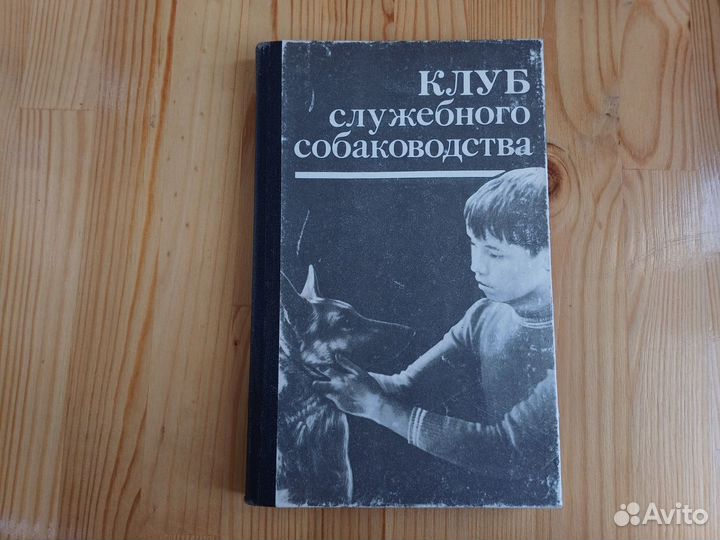 КЛУБ
служебного
собаководства
Avito